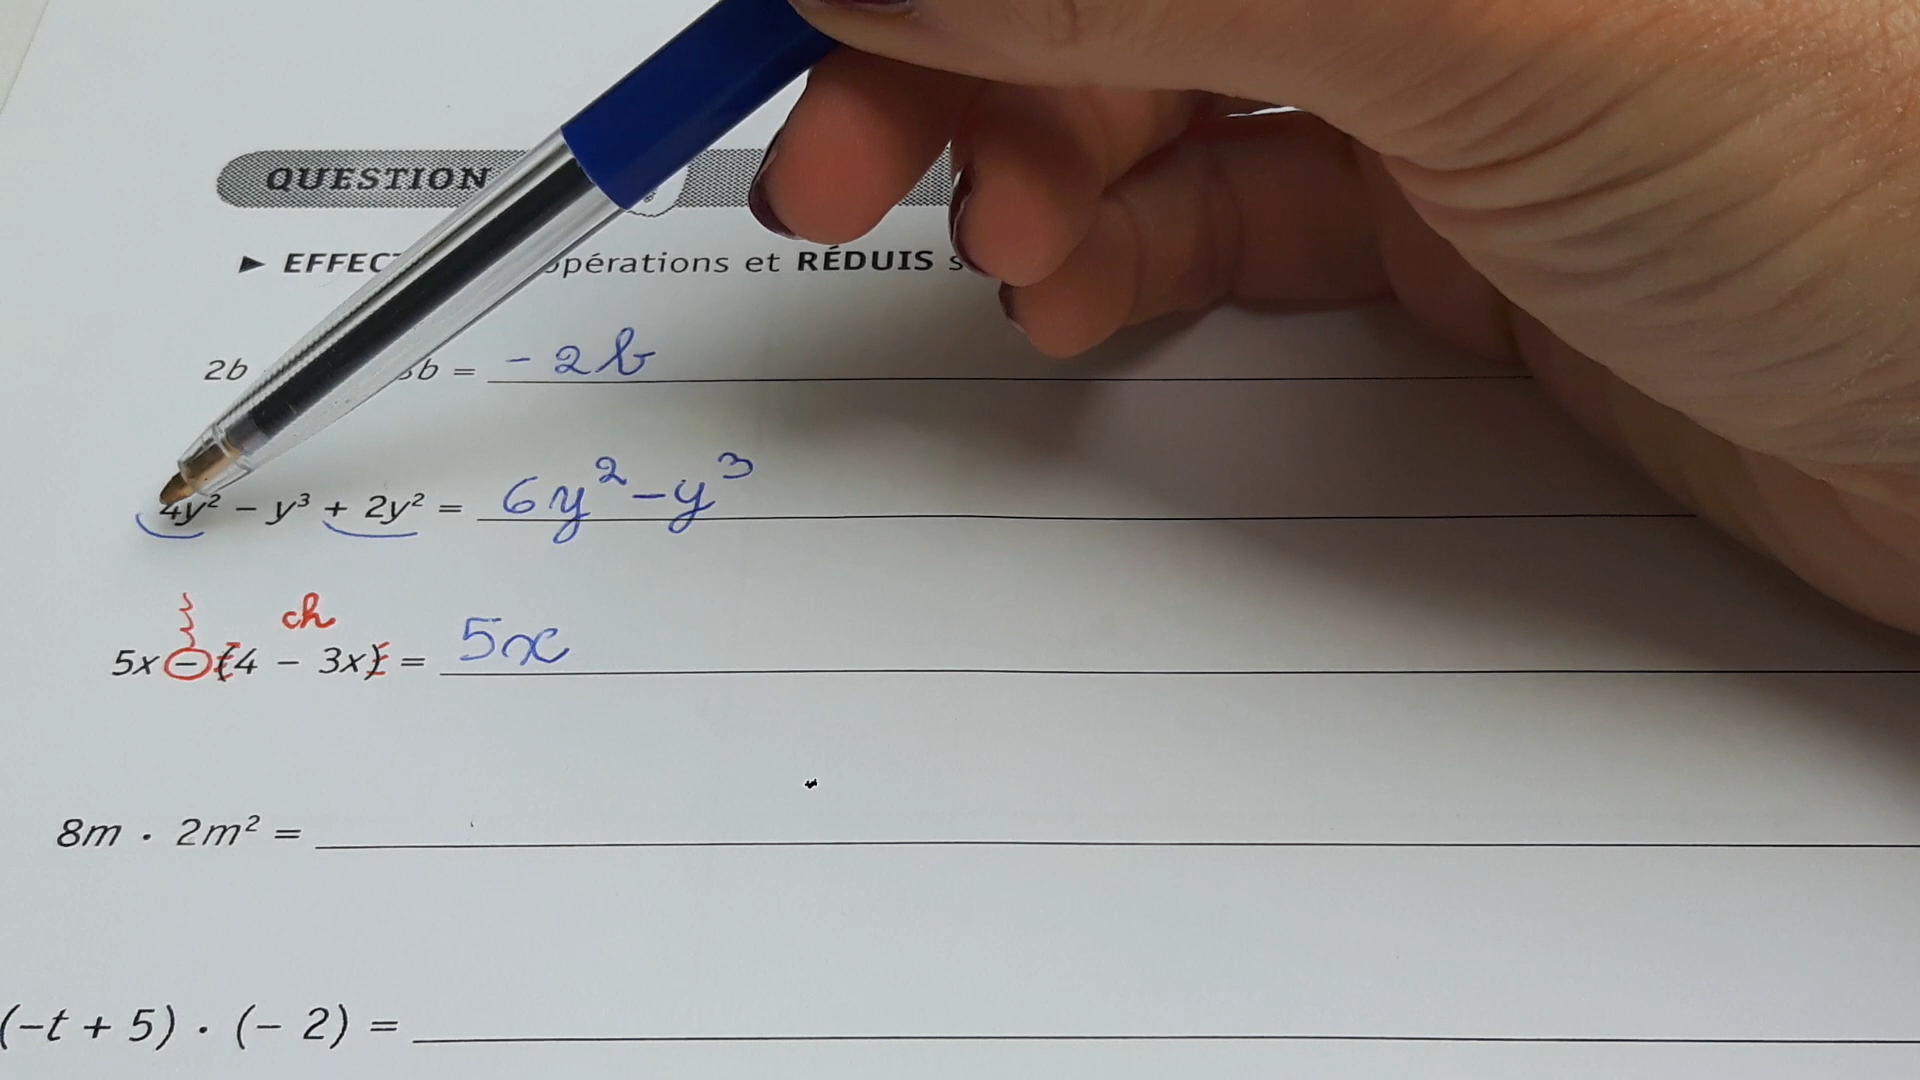 QUESTION
► opérations et RÉDUIS
2b b = - 2b
4y² – y³ + 2y² = 6y² - y³
ch
5x – (4 – 3x) = 5x
8m · 2m² =
(–t + 5) · (– 2) =